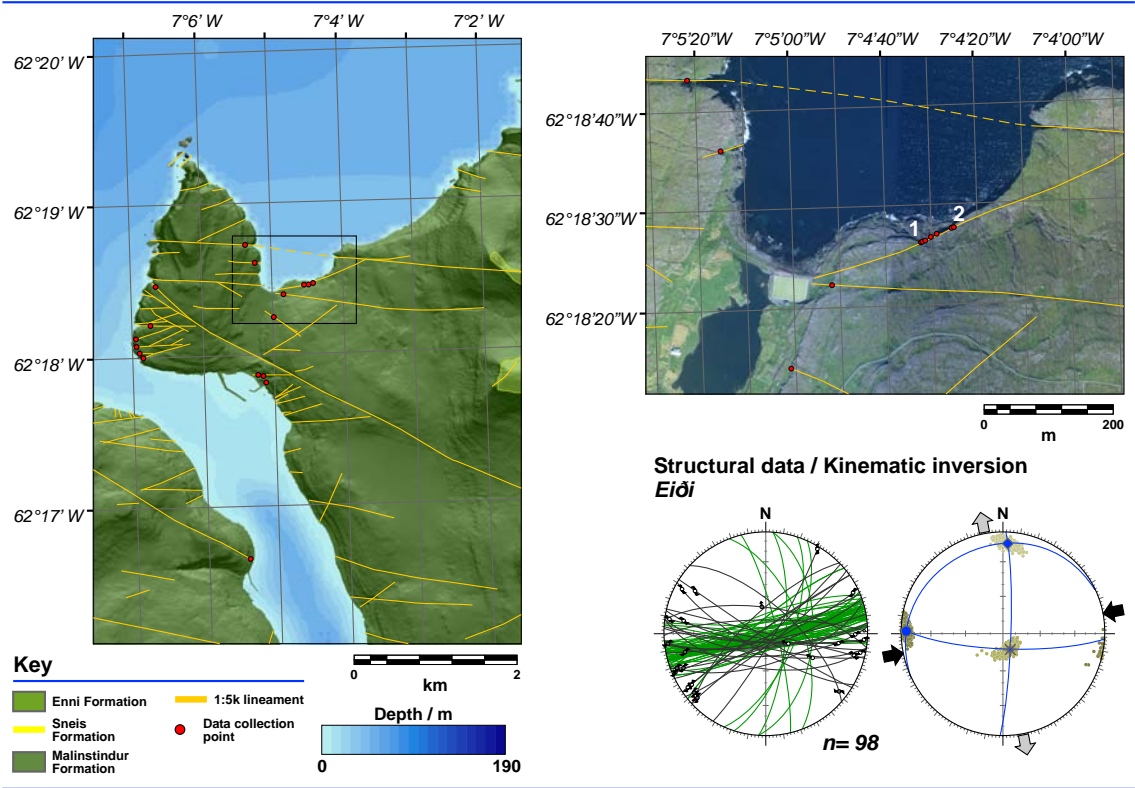 7°6’ W
7°4’ W
7°2’ W
62°20’ W
62°19’ W
62°18’ W
62°17’ W
7°5’20”W
7°5’00”W
7°4’40”W
7°4’20”W
7°4’00”W
62°18’40”W
62°18’30”W
62°18’20”W
1
2
0
200
m
Structural data / Kinematic inversion
Eiði
N
N
n= 98
Key
Enni Formation
Sneis
Formation
Malinstindur
Formation
1:5k lineament
Data collection
point
0
2
km
Depth / m
0
190